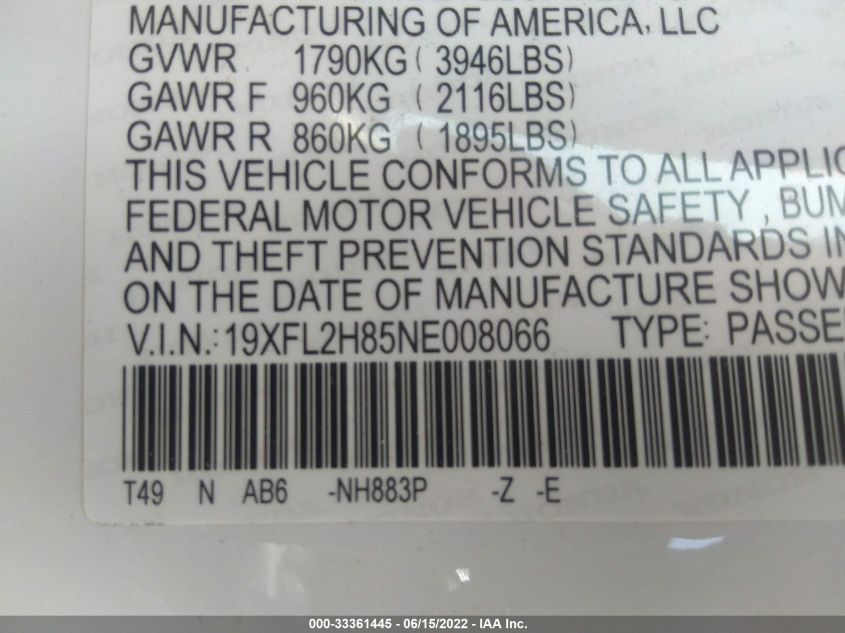 MANUFACTURING OF AMERICA, LLC
GVWR 1790KG ( 3946LBS)
GAWR F 960KG ( 2116LBS)
GAWR R 860KG ( 1895LBS)
THIS VEHICLE CONFORMS TO ALL APPLIC
FEDERAL MOTOR VEHICLE SAFETY , BUM
AND THEFT PREVENTION STANDARDS IN
ON THE DATE OF MANUFACTURE SHOW
V.I.N.: 19XFL2H85NE008066 TYPE: PASSE
T49 N AB6 -NH883P -Z -E
000-33361445 - 06/15/2022 - IAA Inc.